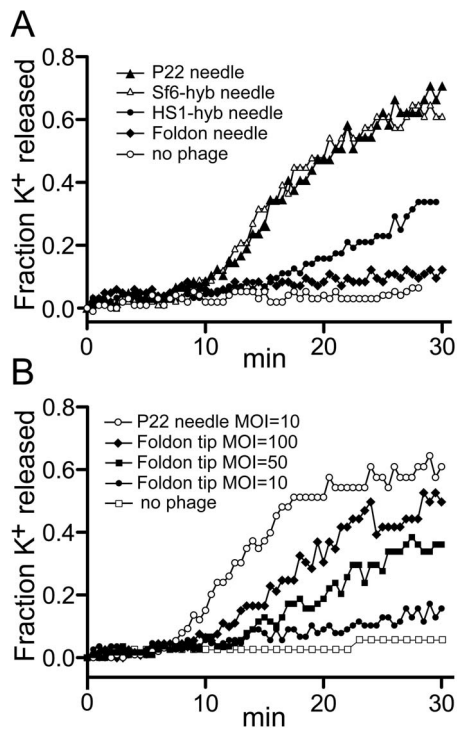 A
Fraction K+ released
0.8
0.6
0.4
0.2
0.0
P22 needle
Sf6-hyb needle
HS1-hyb needle
Foldon needle
no phage
0 10 20 30
min
B
Fraction K+ released
0.8
0.6
0.4
0.2
0.0
P22 needle MOI=10
Foldon tip MOI=100
Foldon tip MOI=50
Foldon tip MOI=10
no phage
0 10 20 30
min